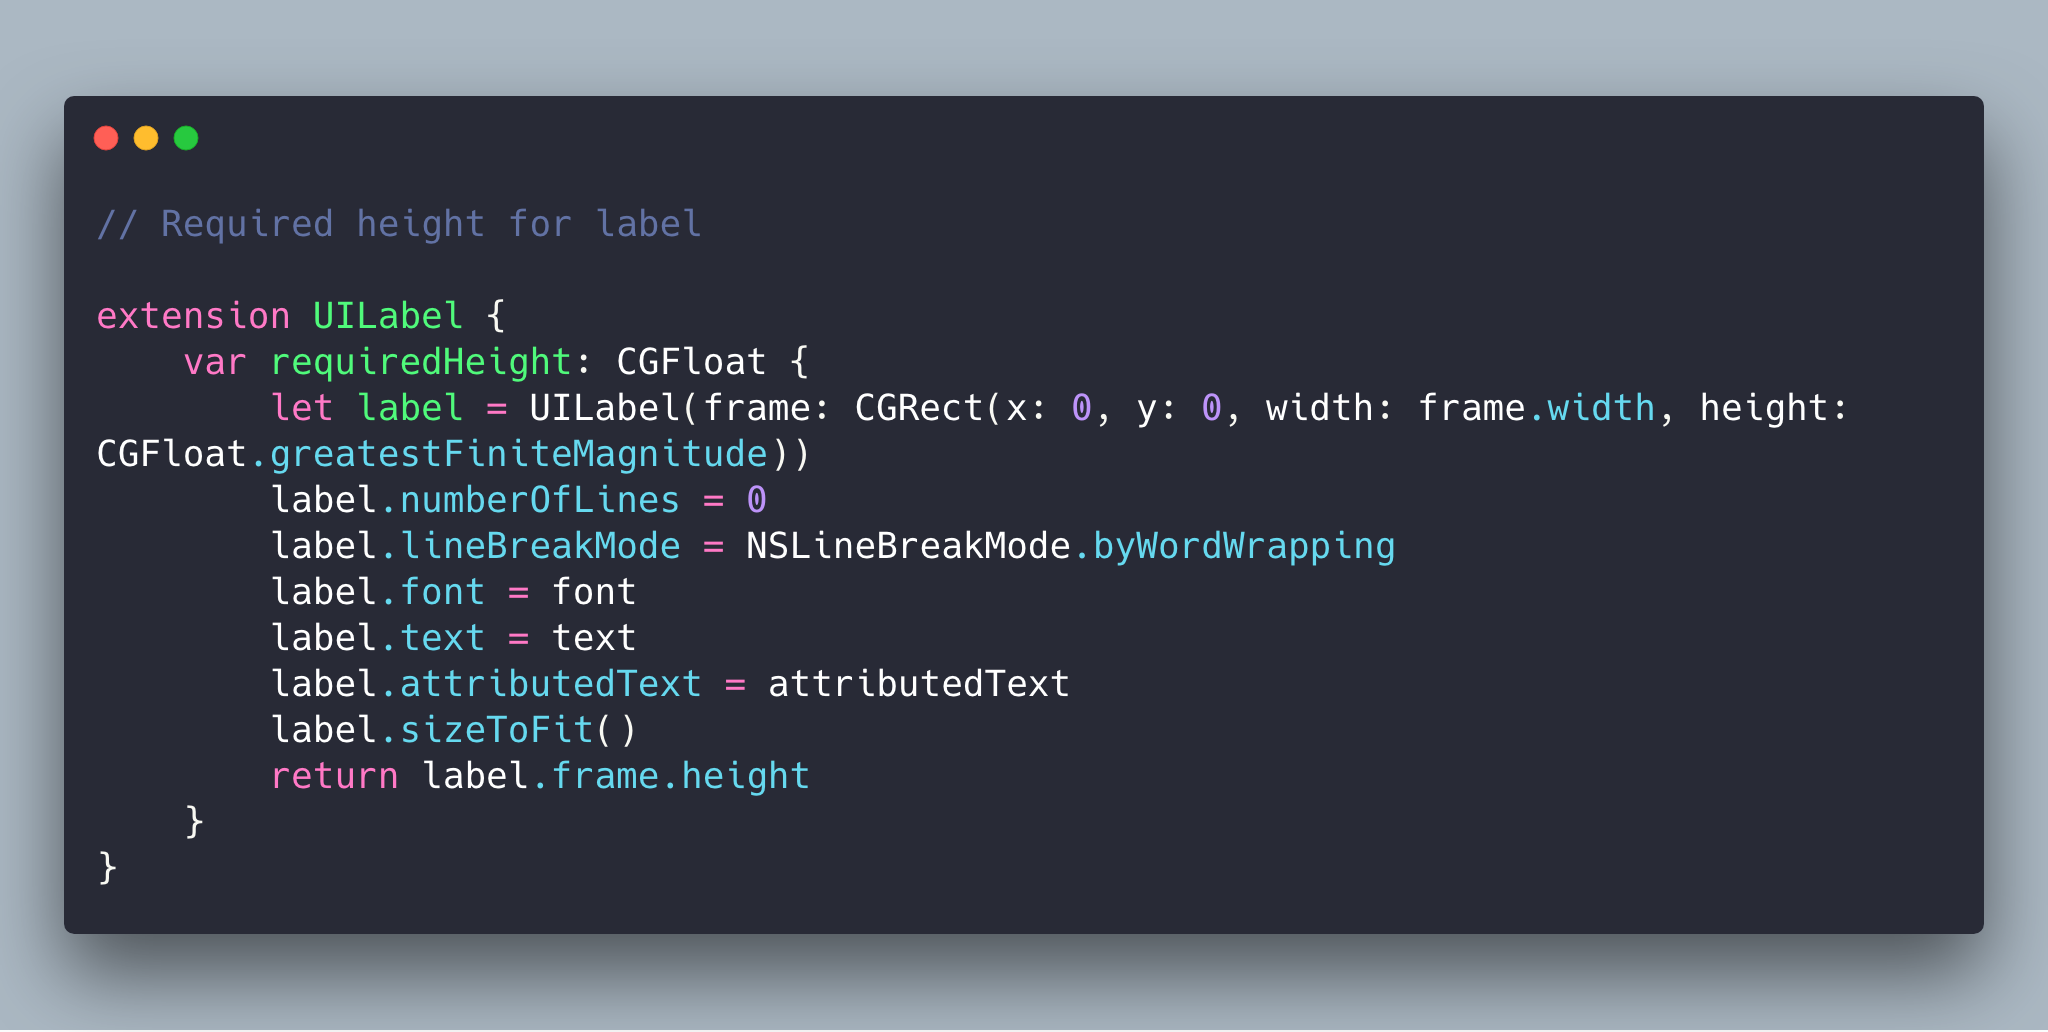 // Required height for label
extension UILabel {
    var requiredHeight: CGFloat {
        let label = UILabel(frame: CGRect(x: 0, y: 0, width: frame.width, height:
CGFloat.greatestFiniteMagnitude))
        label.numberOfLines = 0
        label.lineBreakMode = NSLineBreakMode.byWordWrapping
        label.font = font
        label.text = text
        label.attributedText = attributedText
        label.sizeToFit()
        return label.frame.height
    }
}